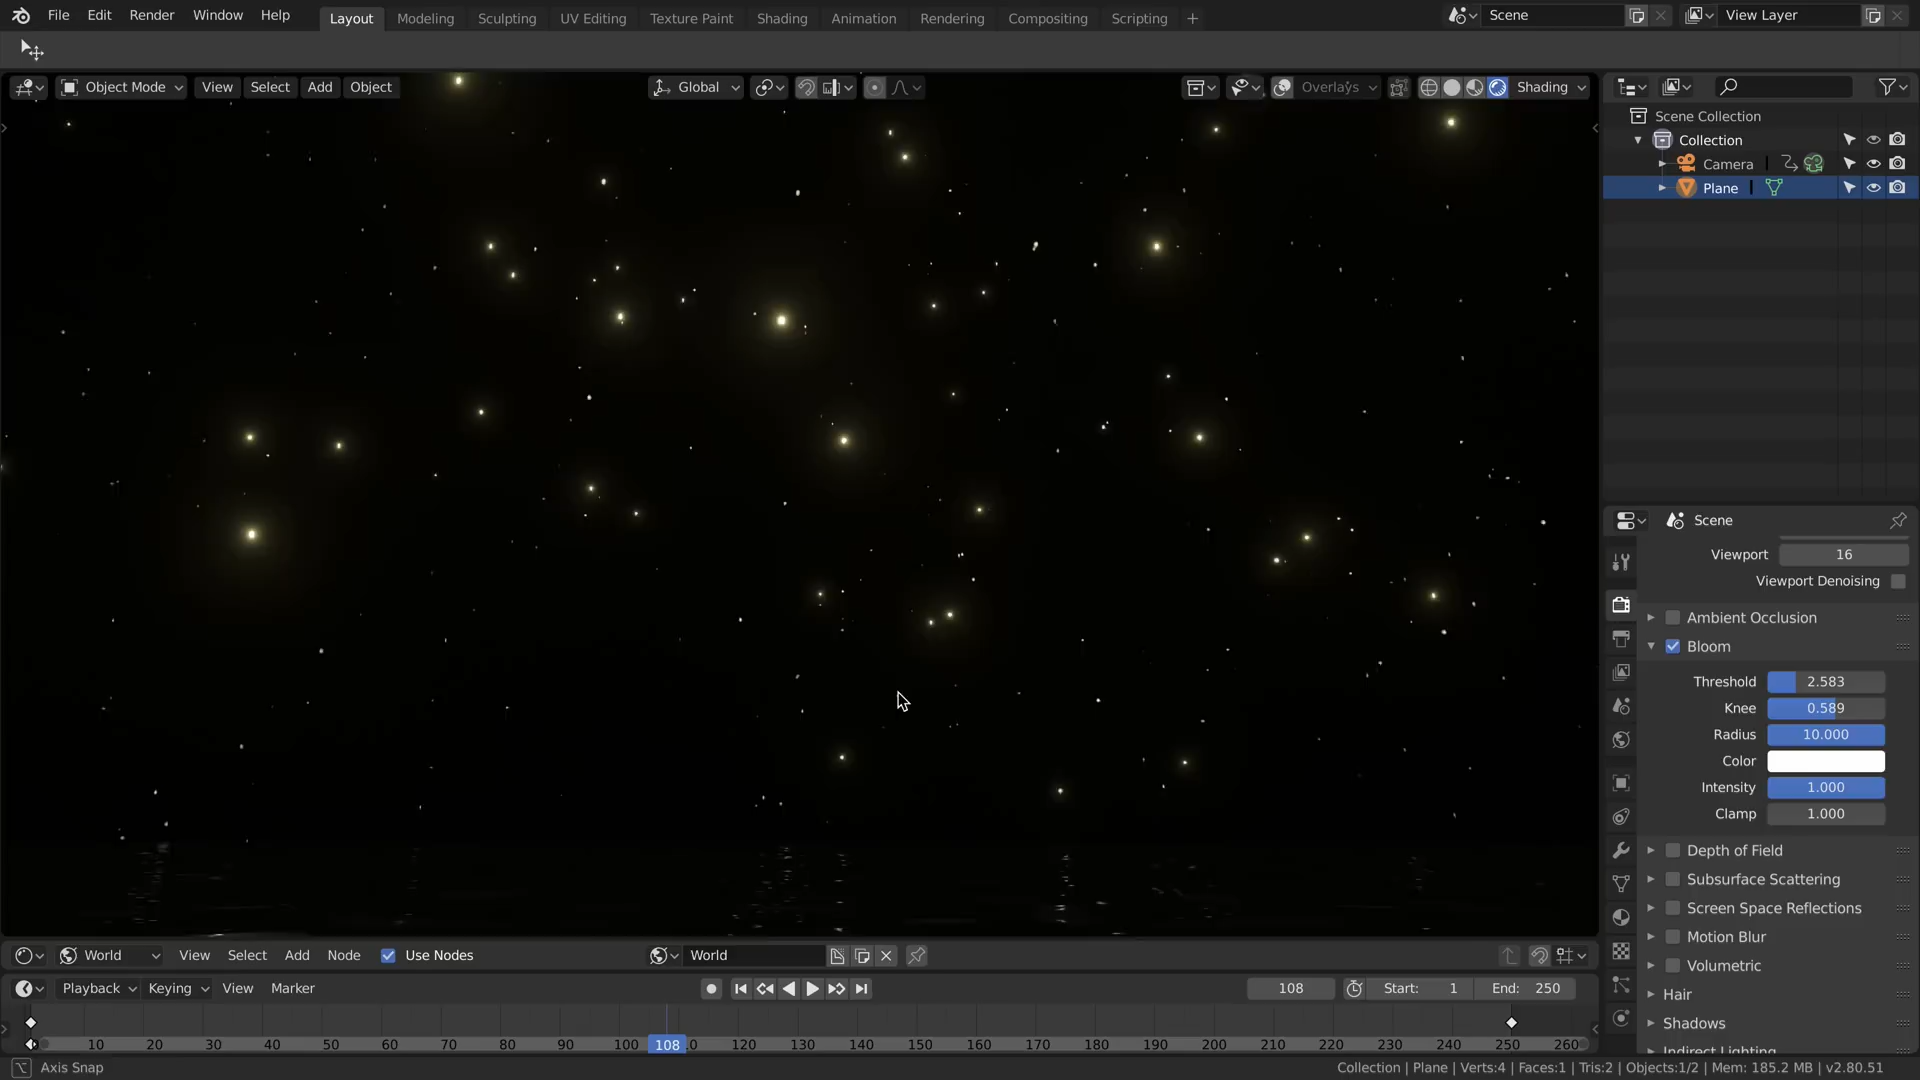 File Edit Render Window Help Layout Modeling Sculpting UV Editing Texture Paint Shading Animation Rendering Compositing Scripting + Scene View Layer
Object Mode View Select Add Object Global Overlays Shading
Scene Collection
Collection
Camera
Plane
Scene
Viewport 16
Viewport Denoising
Ambient Occlusion
Bloom
Threshold 2.583
Knee 0.589
Radius 10.000
Color
Intensity 1.000
Clamp 1.000
Depth of Field
Subsurface Scattering
Screen Space Reflections
Motion Blur
Volumetric
Hair
Shadows
Indirect Lighting
World View Select Add Node Use Nodes World
Playback Keying View Marker 108 Start: 1 End: 250
10 20 30 40 50 60 70 80 90 100 108 120 130 140 150 160 170 180 190 200 210 220 230 240 250 260
Axis Snap Collection | Plane | Verts:4 | Faces:1 | Tris:2 | Objects:1/2 | Mem: 185.2 MB | v2.80.51